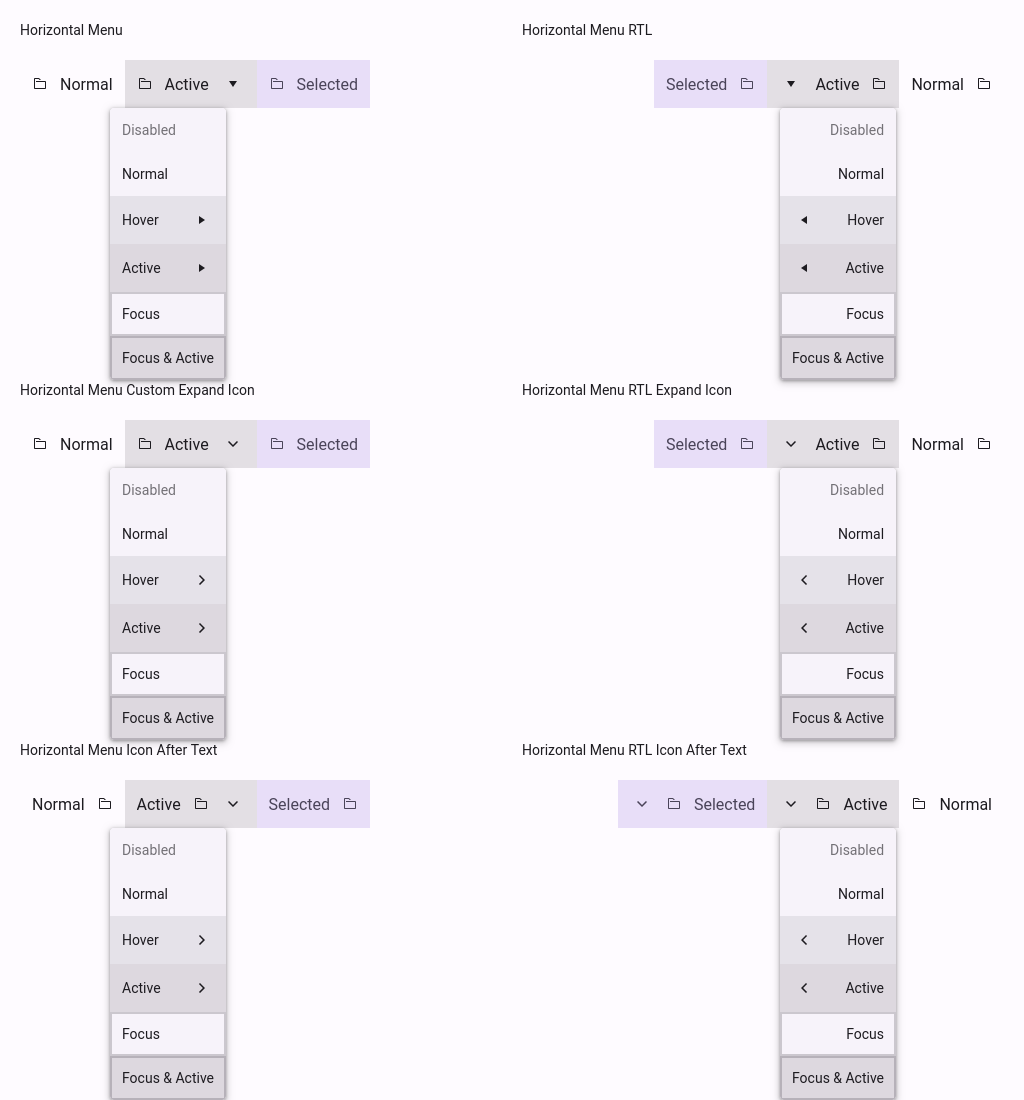 Horizontal Menu
Normal Active Selected
Disabled
Normal
Hover
Active
Focus
Focus & Active
Horizontal Menu RTL
Selected Active Normal
Disabled
Normal
Hover
Active
Focus
Focus & Active
Horizontal Menu Custom Expand Icon
Normal Active Selected
Disabled
Normal
Hover
Active
Focus
Focus & Active
Horizontal Menu RTL Expand Icon
Selected Active Normal
Disabled
Normal
Hover
Active
Focus
Focus & Active
Horizontal Menu Icon After Text
Normal Active Selected
Disabled
Normal
Hover
Active
Focus
Focus & Active
Horizontal Menu RTL Icon After Text
Selected Active Normal
Disabled
Normal
Hover
Active
Focus
Focus & Active